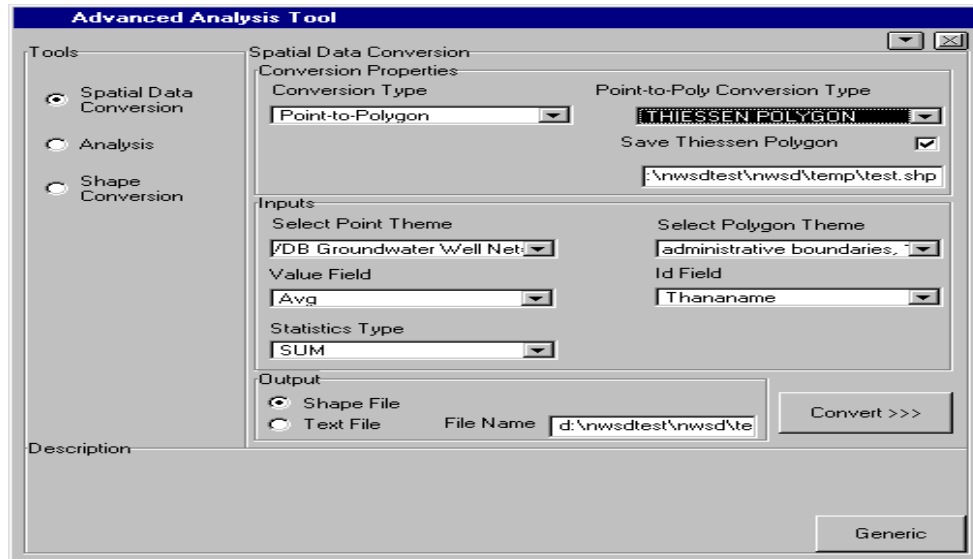 Advanced Analysis Tool
Tools
Spatial Data
Conversion
Analysis
Shape
Conversion
Spatial Data Conversion
Conversion Properties
Conversion Type
Point-to-Polygon
Point-to-Poly Conversion Type
THIESSEN POLYGON
Save Thiessen Polygon
:\nwsdtest\nwsd\temp\test.shp
Inputs
Select Point Theme
/DB Groundwater Well Net
Select Polygon Theme
administrative boundaries,
Value Field
Avg
Id Field
Thananame
Statistics Type
SUM
Output
Shape File
Text File
File Name
d:\nwsdtest\nwsd\te
Convert >>>
Description
Generic